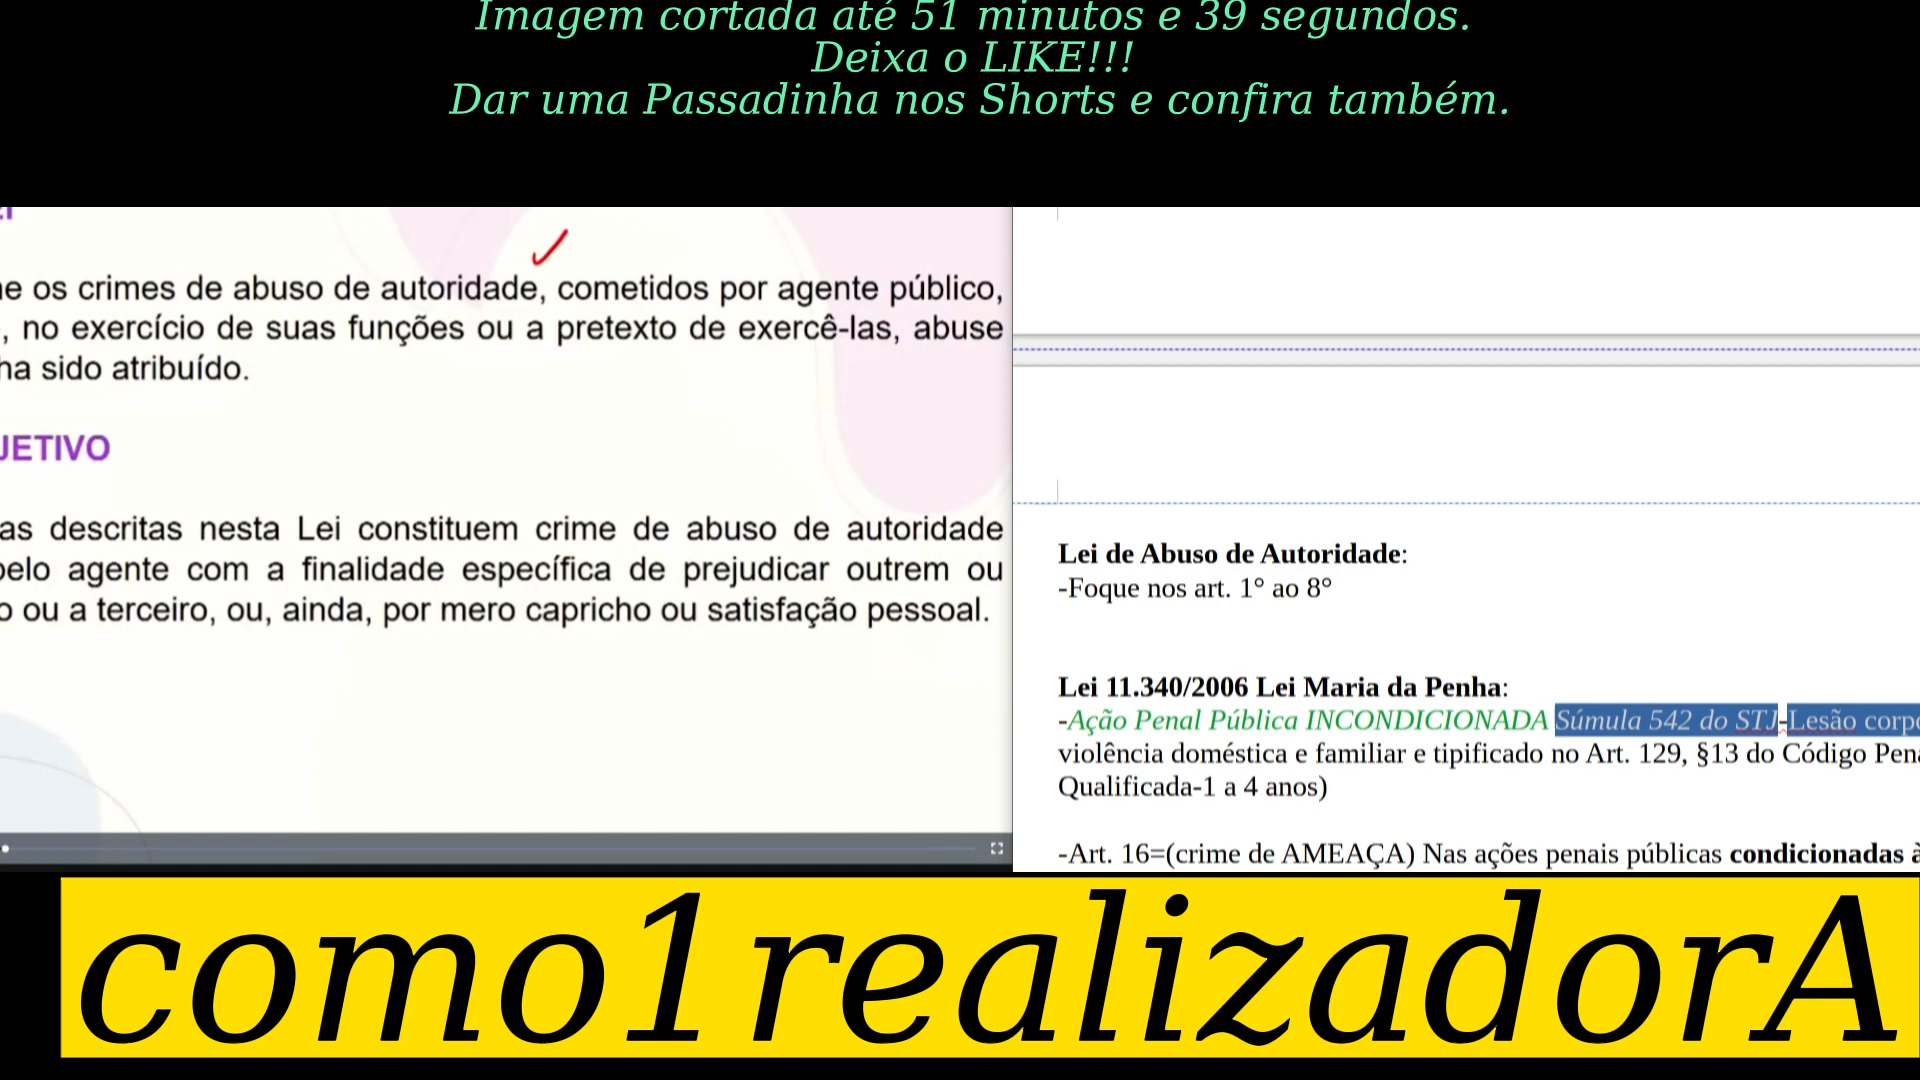 Imagem cortada até 51 minutos e 39 segundos.
Deixa o LIKE!!!
Dar uma Passadinha nos Shorts e confira também.
os crimes de abuso de autoridade, cometidos por agente público,
, no exercício de suas funções ou a pretexto de exercê-las, abuse
sido atribuído.
JETIVO
as descritas nesta Lei constituem crime de abuso de autoridade
pelo agente com a finalidade específica de prejudicar outrem ou
o ou a terceiro, ou, ainda, por mero capricho ou satisfação pessoal.
Lei de Abuso de Autoridade:
-Foque nos art. 1° ao 8°
Lei 11.340/2006 Lei Maria da Penha:
-Ação Penal Pública INCONDICIONADA Súmula 542 do STJ-Lesão corp
violência doméstica e familiar e tipificado no Art. 129, §13 do Código Pen
Qualificada-1 a 4 anos)
-Art. 16=(crime de AMEAÇA) Nas ações penais públicas condicionadas à
como1realizadorA